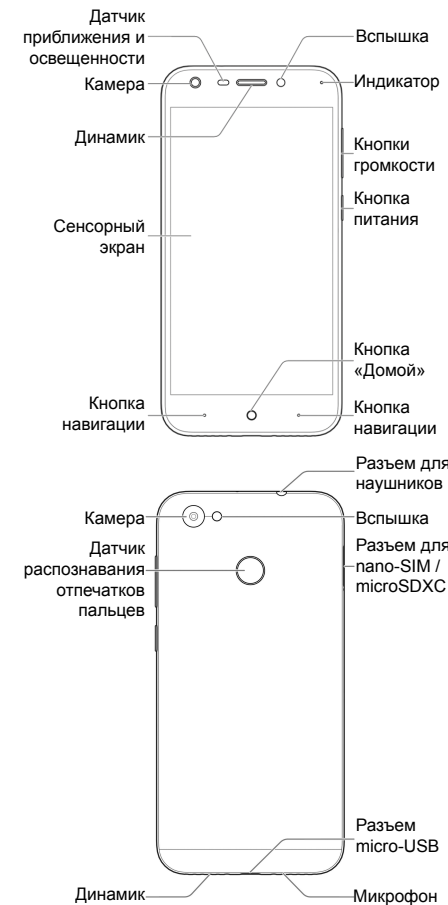 Датчик
приближения и
освещенности
Вспышка
Камера
Индикатор
Динамик
Кнопки
громкости
Кнопка
питания
Сенсорный
экран
Кнопка
«Домой»
Кнопка
навигации
Кнопка
навигации
Разъем для
наушников
Камера
Вспышка
Датчик
распознавания
отпечатков
пальцев
Разъем для
nano-SIM /
microSDXC
Разъем
micro-USB
Динамик
Микрофон